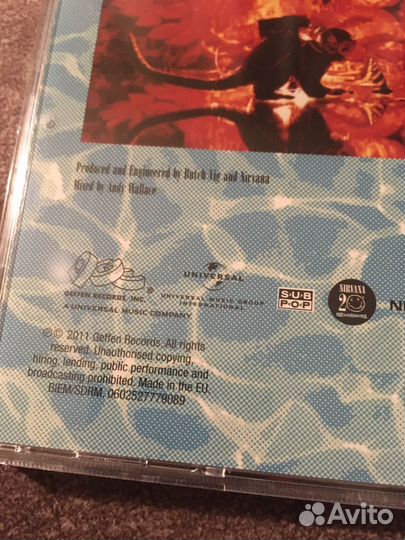 Produced and Engineered by Butch Vig and Nirvana
Mixed by Andy Wallace
GEFFEN RECORDS, INC.
A UNIVERSAL MUSIC COMPANY
UNIVERSAL
UNIVERSAL MUSIC GROUP
INTERNATIONAL
SUB
POP
NIRVANA
20
℗ © 2011 Geffen Records. All rights
reserved. Unauthorised copying,
hiring, lending, public performance and
broadcasting prohibited. Made in the EU.
BIEM/SDRM. 0602527779089
Avito